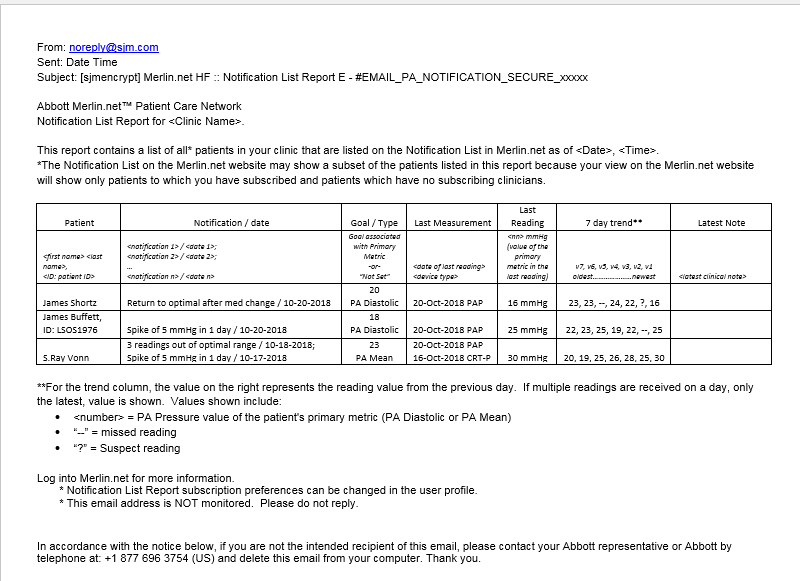 From: noreply@sjm.com
Sent: Date Time
Subject: [sjmencrypt] Merlin.net HF :: Notification List Report E - #EMAIL_PA_NOTIFICATION_SECURE_xxxxx
Abbott Merlin.net™ Patient Care Network
Notification List Report for <Clinic Name>.
This report contains a list of all* patients in your clinic that are listed on the Notification List in Merlin.net as of <Date>, <Time>.
*The Notification List on the Merlin.net website may show a subset of the patients listed in this report because your view on the Merlin.net website
will show only patients to which you have subscribed and patients which have no subscribing clinicians.
Patient Notification / date Goal / Type Last Measurement Last Reading 7 day trend** Latest Note
<first name> <last name>, <ID: patient ID>
<notification 1> / <date 1>;
<notification 2> / <date 2>;
...
<notification n> / <date n>
Goal associated
with Primary
Metric
-or-
"Not Set"
<date of last reading>
<device type>
<nn> mmHg
(value of the
primary
metric in the
last reading)
v7, v6, v5, v4, v3, v2, v1
oldest.....................newest
<latest clinical note>
James Shortz Return to optimal after med change / 10-20-2018 20 PA Diastolic 20-Oct-2018 PAP 16 mmHg 23, 23, --, 24, 22, ?, 16
James Buffett, ID: LSOS1976 Spike of 5 mmHg in 1 day / 10-20-2018 18 PA Diastolic 20-Oct-2018 PAP 25 mmHg 22, 23, 25, 19, 22, --, 25
S.Ray Vonn 3 readings out of optimal range / 10-18-2018; Spike of 5 mmHg in 1 day / 10-17-2018 23 PA Mean 20-Oct-2018 PAP 16-Oct-2018 CRT-P 30 mmHg 20, 19, 25, 26, 28, 25, 30
**For the trend column, the value on the right represents the reading value from the previous day. If multiple readings are received on a day, only
the latest, value is shown. Values shown include:
• <number> = PA Pressure value of the patient's primary metric (PA Diastolic or PA Mean)
• "--" = missed reading
• "?" = Suspect reading
Log into Merlin.net for more information.
* Notification List Report subscription preferences can be changed in the user profile.
* This email address is NOT monitored. Please do not reply.
In accordance with the notice below, if you are not the intended recipient of this email, please contact your Abbott representative or Abbott by
telephone at: +1 877 696 3754 (US) and delete this email from your computer. Thank you.